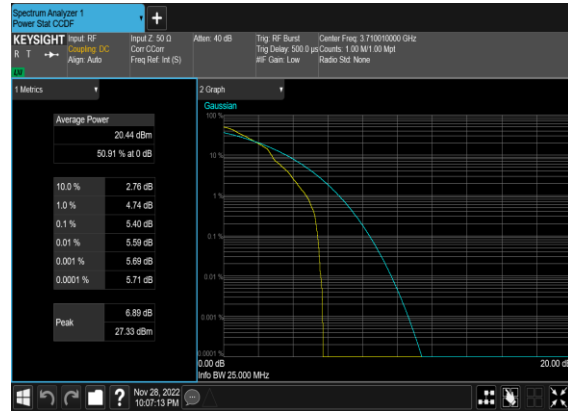 Spectrum Analyzer 1
Power Stat CCDF
+
KEYSIGHT
R T
LXI
Input: RF
Coupling: DC
Align: Auto
Input Z: 50 Ω
Corr CCorr
Freq Ref: Int (S)
Atten: 40 dB
Trig: RF Burst
Trig Delay: 500.0 µs
#IF Gain: Low
Center Freq: 3.710010000 GHz
Counts: 1.00 M/1.00 Mpt
Radio Std: None
1 Metrics
Average Power
20.44 dBm
50.91 % at 0 dB
10.0 % 2.76 dB
1.0 % 4.74 dB
0.1 % 5.40 dB
0.01 % 5.59 dB
0.001 % 5.69 dB
0.0001 % 5.71 dB
Peak
6.89 dB
27.33 dBm
2 Graph
Gaussian
100 %
10 %
1 %
0.1 %
0.01 %
0.001 %
0.0001 %
0.00 dB
20.00 dB
Info BW 25.000 MHz
?
Nov 28, 2022
10:07:13 PM